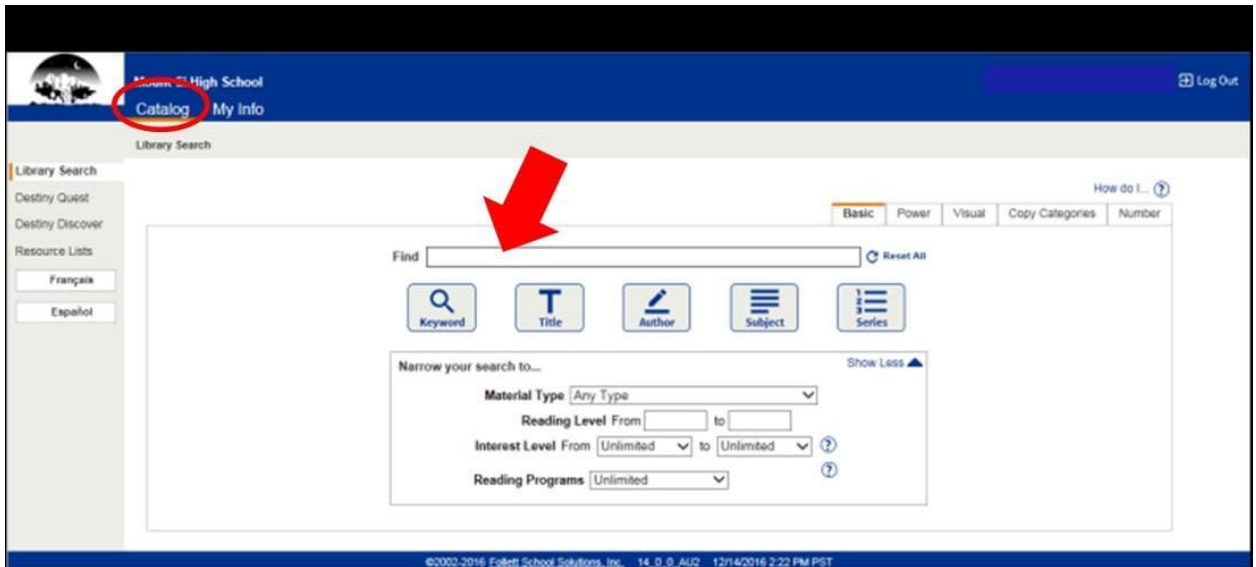 Mount Si High School
Log Out
Catalog My Info
Library Search
Library Search
Destiny Quest
Destiny Discover
Resource Lists
Français
Español
How do I...
Basic Power Visual Copy Categories Number
Find Reset All
Keyword Title Author Subject Series
Narrow your search to... Show Less
Material Type Any Type
Reading Level From to
Interest Level From Unlimited to Unlimited ?
Reading Programs Unlimited ?
©2002-2016 Follett School Solutions, Inc. 14_0_0_AU2 12/14/2016 2:22 PM PST